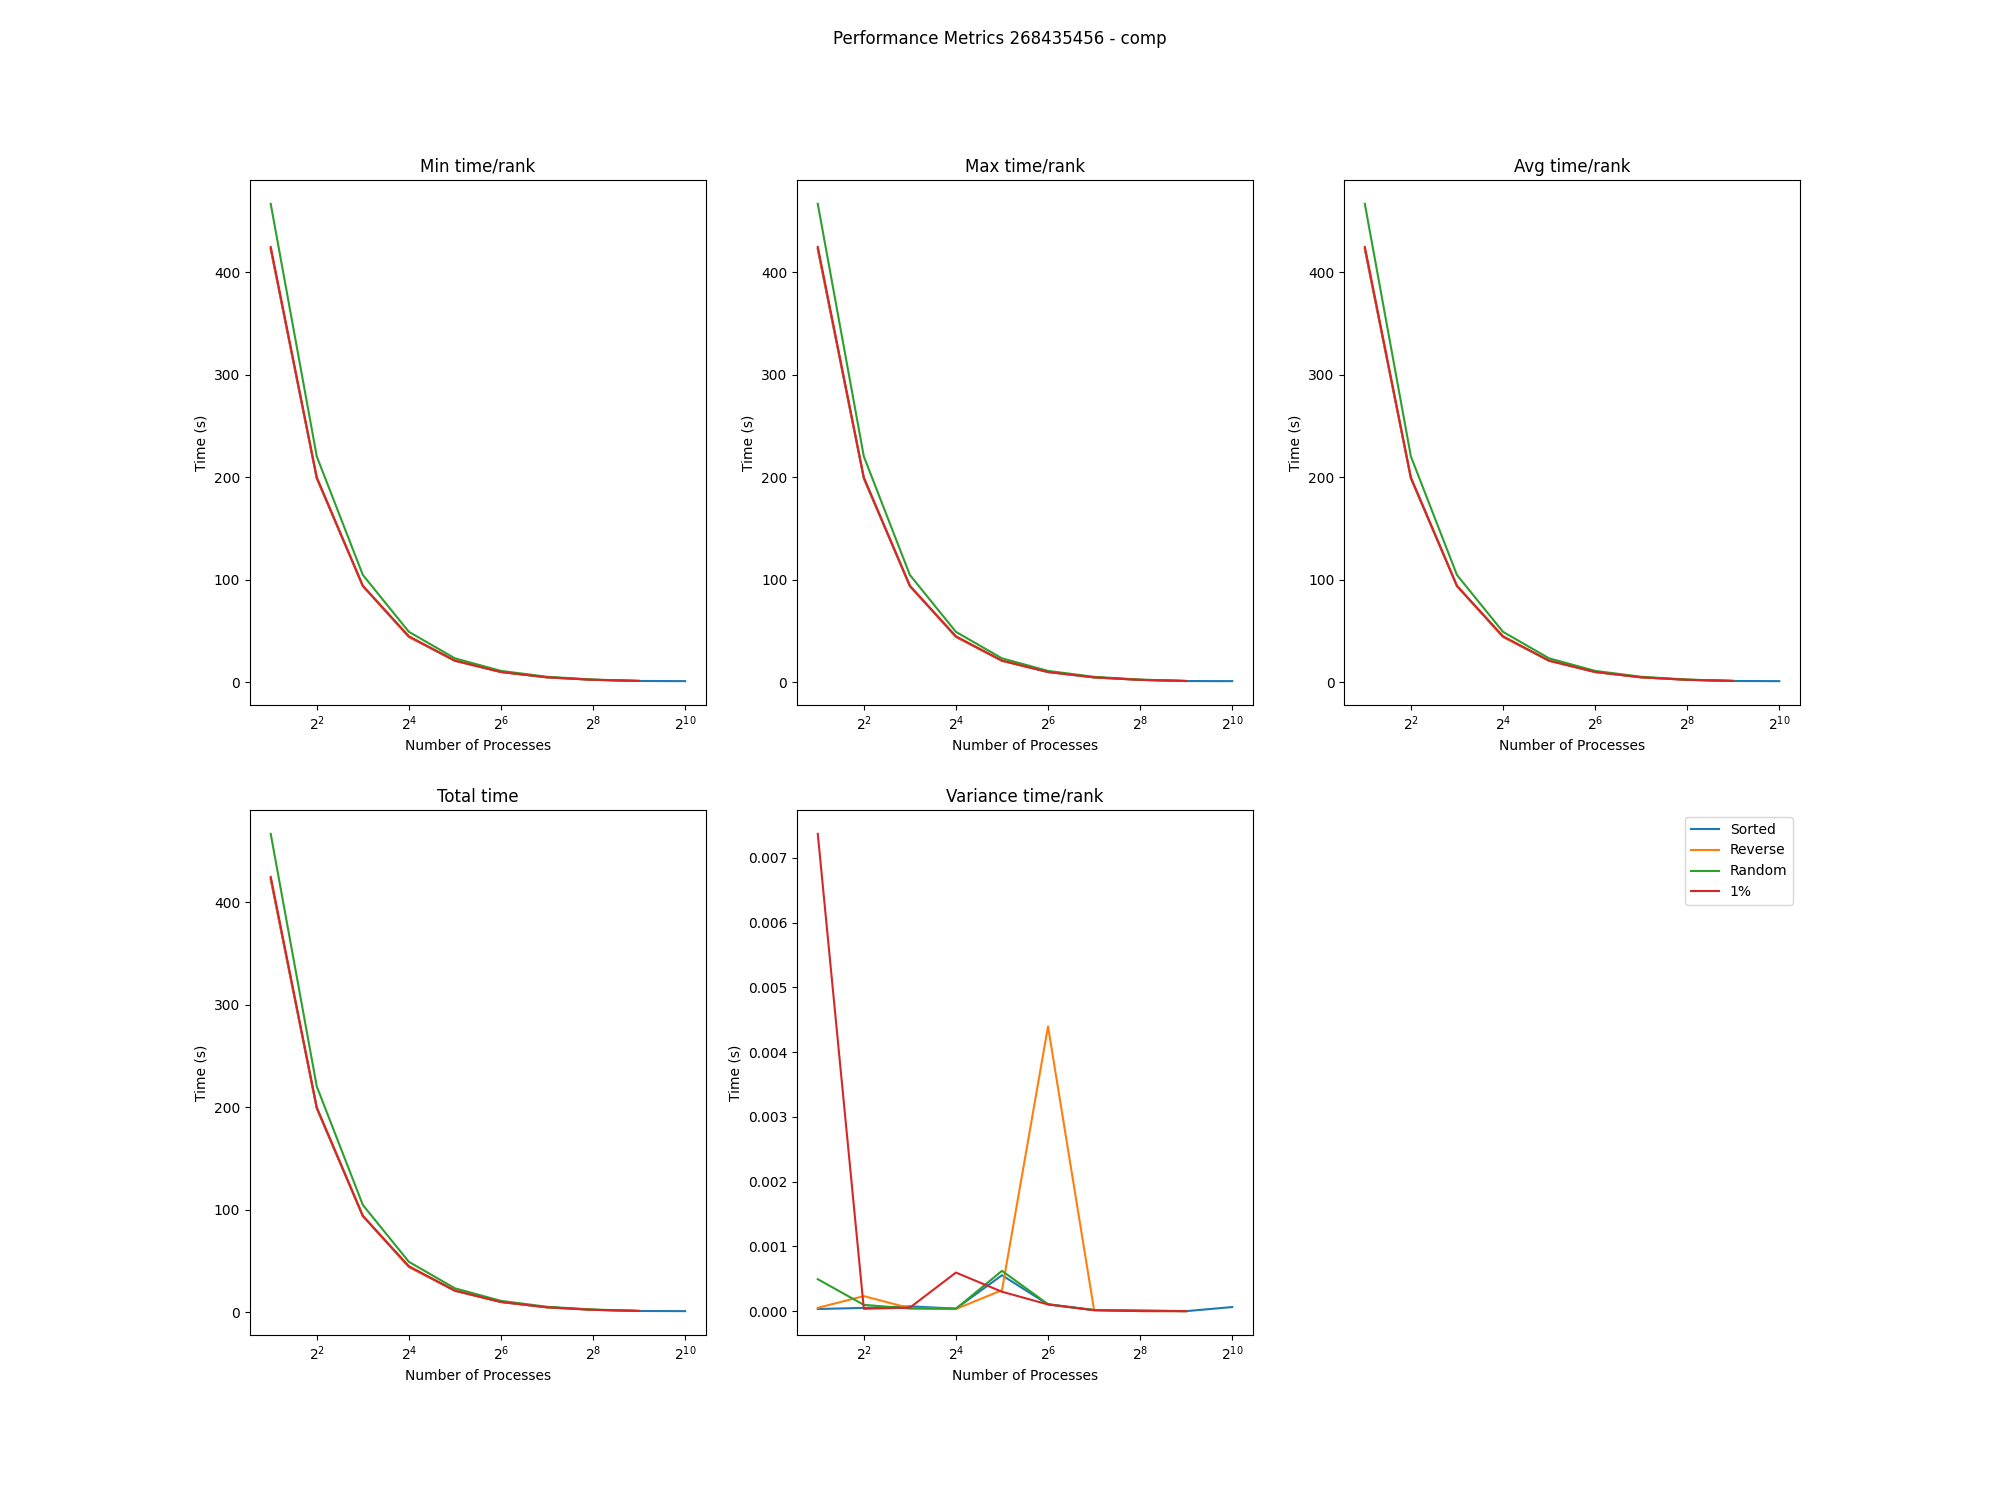 Performance Metrics 268435456 - comp
Min time/rank
Time (s)
400
300
200
100
0
2^2 2^4 2^6 2^8 2^10
Number of Processes
Max time/rank
Time (s)
400
300
200
100
0
2^2 2^4 2^6 2^8 2^10
Number of Processes
Avg time/rank
Time (s)
400
300
200
100
0
2^2 2^4 2^6 2^8 2^10
Number of Processes
Total time
Time (s)
400
300
200
100
0
2^2 2^4 2^6 2^8 2^10
Number of Processes
Variance time/rank
Time (s)
0.007
0.006
0.005
0.004
0.003
0.002
0.001
0.000
2^2 2^4 2^6 2^8 2^10
Number of Processes
Sorted
Reverse
Random
1%